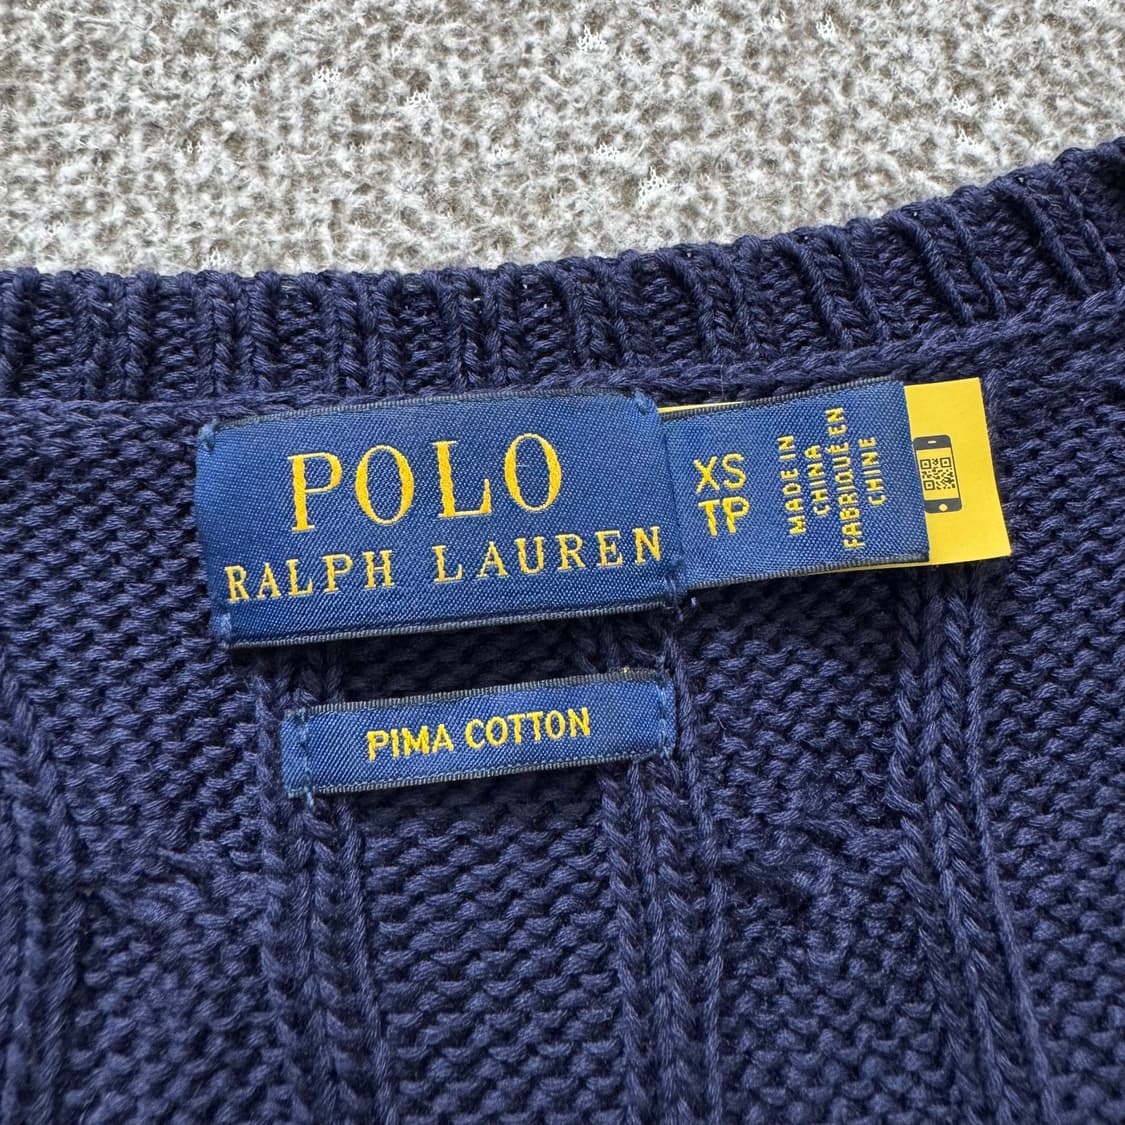 POLO
RALPH LAUREN
XS
TP
MADE IN
CHINA
FABRIQUÉ EN
CHINE
PIMA COTTON